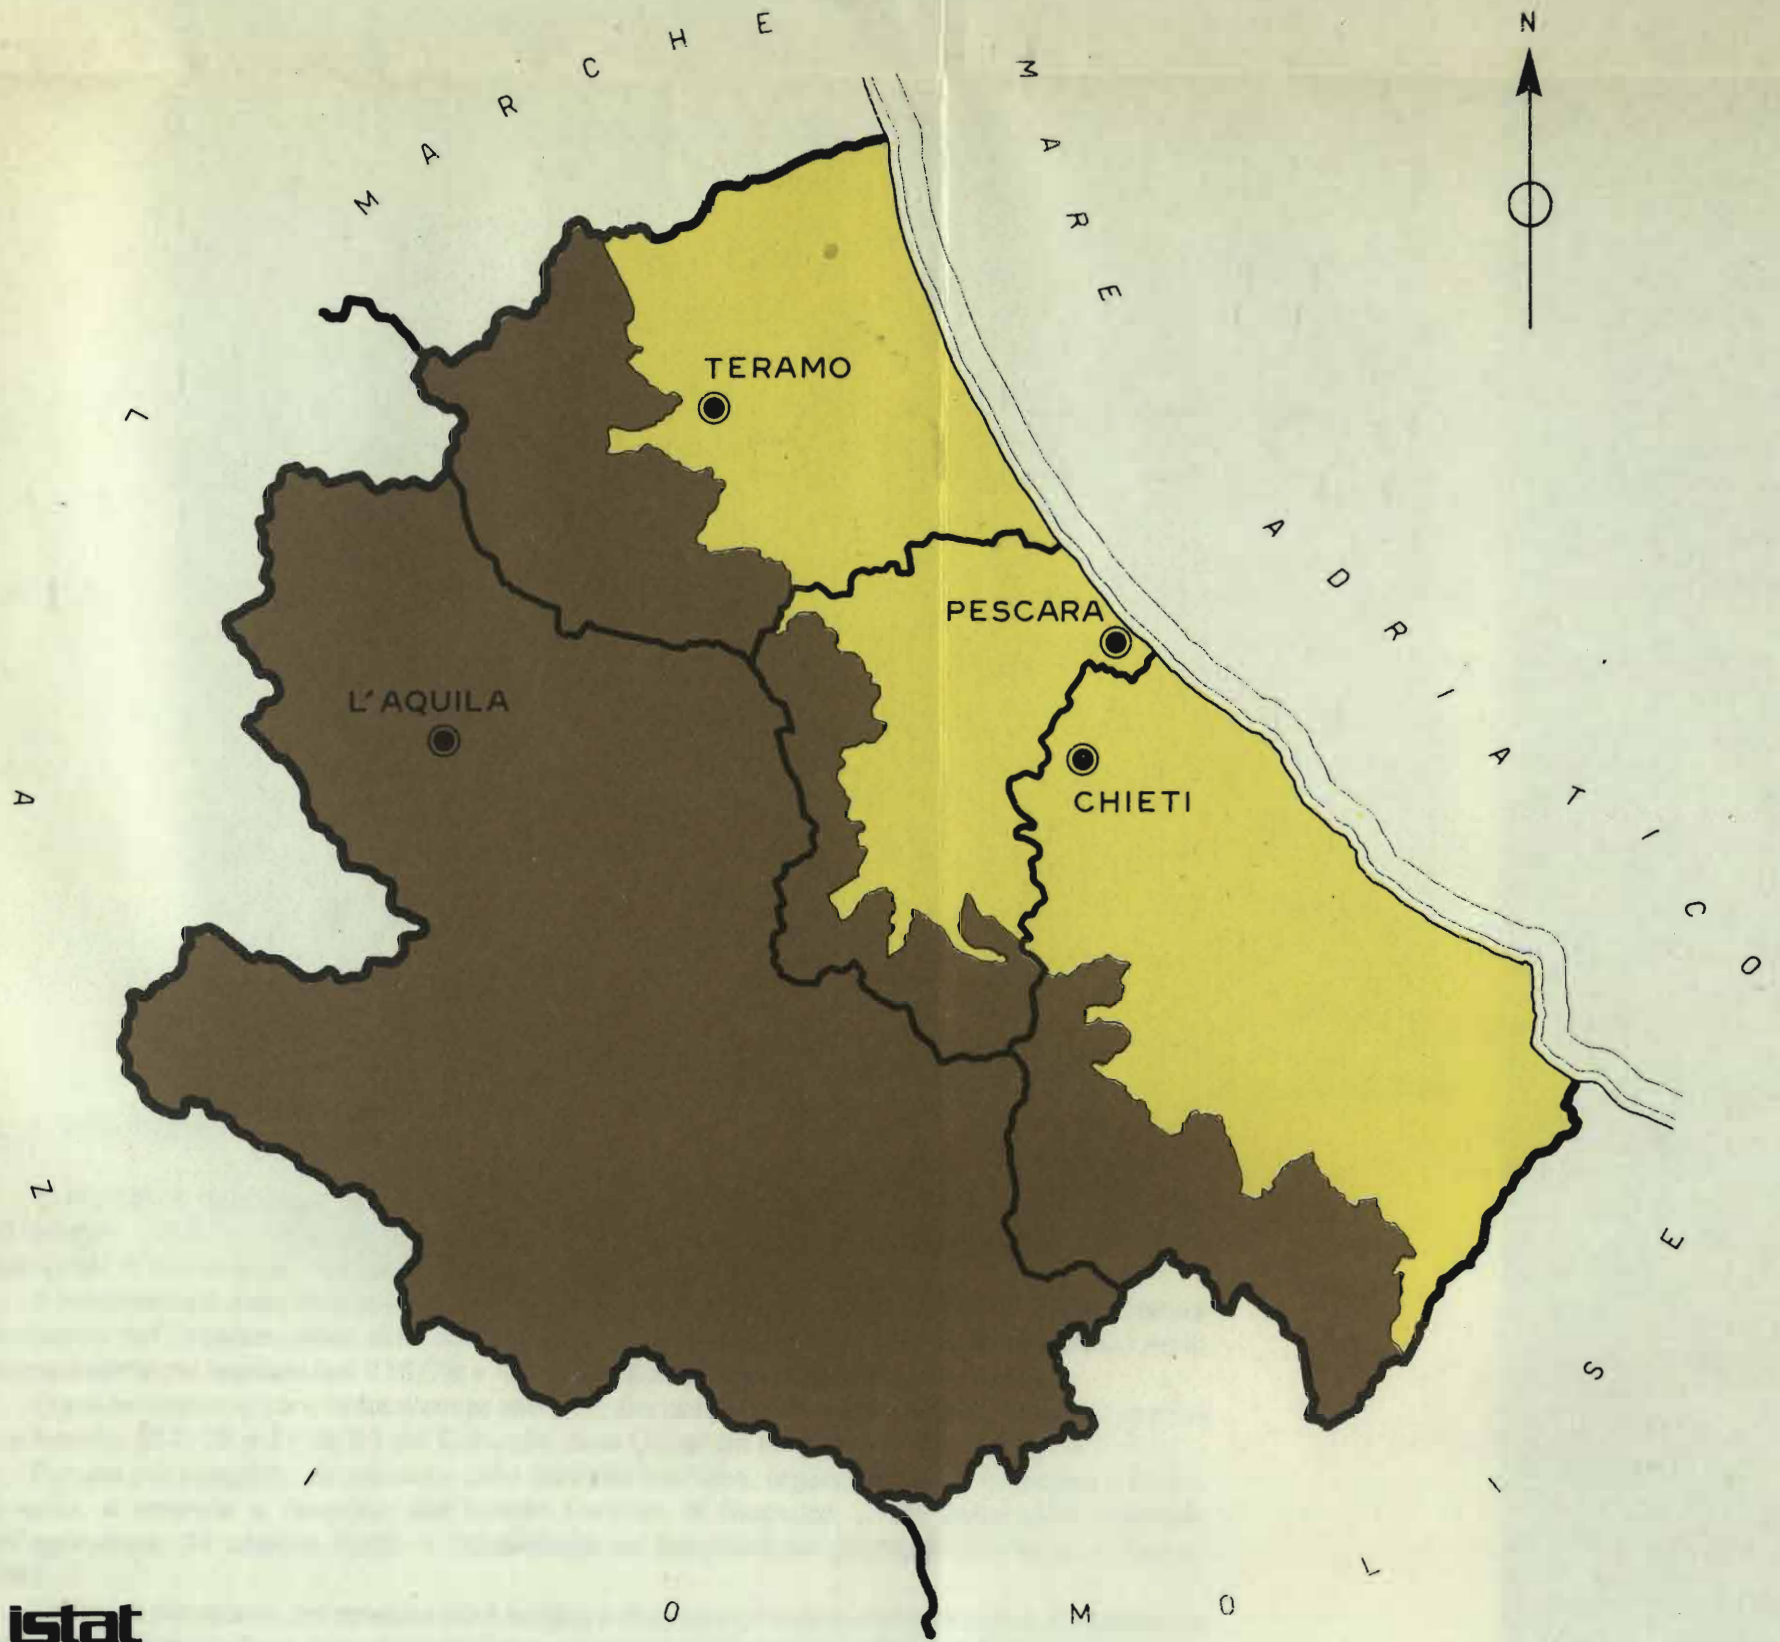 MARCHE
MARE
N
TERAMO
PESCARA
L'AQUILA
CHIETI
ADRIATICO
LAZIO
MOLISE
istat